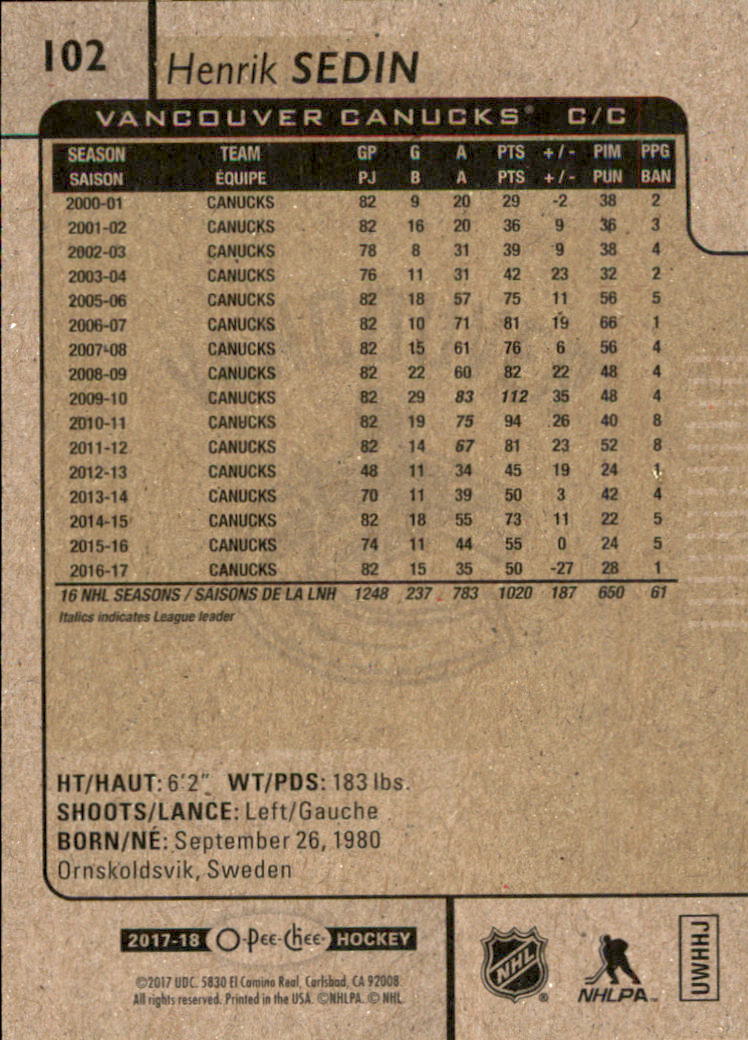 102 Henrik SEDIN
VANCOUVER CANUCKS® C/C
SEASON TEAM GP G A PTS +/- PIM PPG
SAISON ÉQUIPE PJ B A PTS +/- PUN BAN
2000-01 CANUCKS 82 9 20 29 -2 38 2
2001-02 CANUCKS 82 16 20 36 9 36 3
2002-03 CANUCKS 78 8 31 39 9 38 4
2003-04 CANUCKS 76 11 31 42 23 32 2
2005-06 CANUCKS 82 18 57 75 11 56 5
2006-07 CANUCKS 82 10 71 81 19 66 1
2007-08 CANUCKS 82 15 61 76 6 56 4
2008-09 CANUCKS 82 22 60 82 22 48 4
2009-10 CANUCKS 82 29 83 112 35 48 4
2010-11 CANUCKS 82 19 75 94 26 40 8
2011-12 CANUCKS 82 14 67 81 23 52 8
2012-13 CANUCKS 48 11 34 45 19 24 1
2013-14 CANUCKS 70 11 39 50 3 42 4
2014-15 CANUCKS 82 18 55 73 11 22 5
2015-16 CANUCKS 74 11 44 55 0 24 5
2016-17 CANUCKS 82 15 35 50 -27 28 1
16 NHL SEASONS / SAISONS DE LA LNH 1248 237 783 1020 187 650 61
Italics indicates League leader
HT/HAUT: 6'2" WT/PDS: 183 lbs.
SHOOTS/LANCE: Left/Gauche
BORN/NÉ: September 26, 1980
Ornskoldsvik, Sweden
2017-18 O-Pee-Chee HOCKEY
©2017 UDC. 5830 El Camino Real, Carlsbad, CA 92008
All rights reserved. Printed in the USA. ©NHLPA. © NHL
NHL®
NHLPA™
UWHHJ